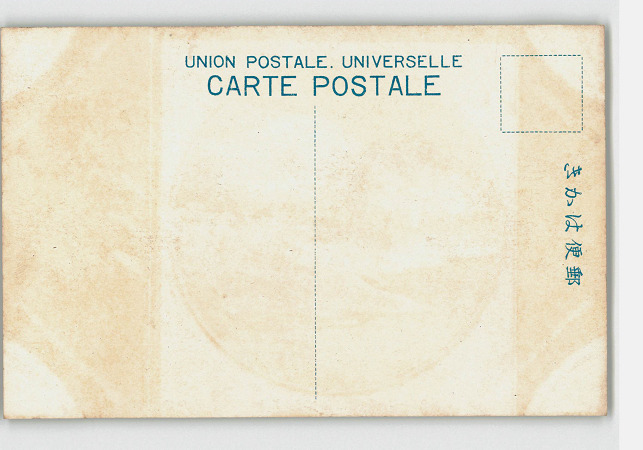 UNION POSTALE. UNIVERSELLE
CARTE POSTALE
きかは便郵